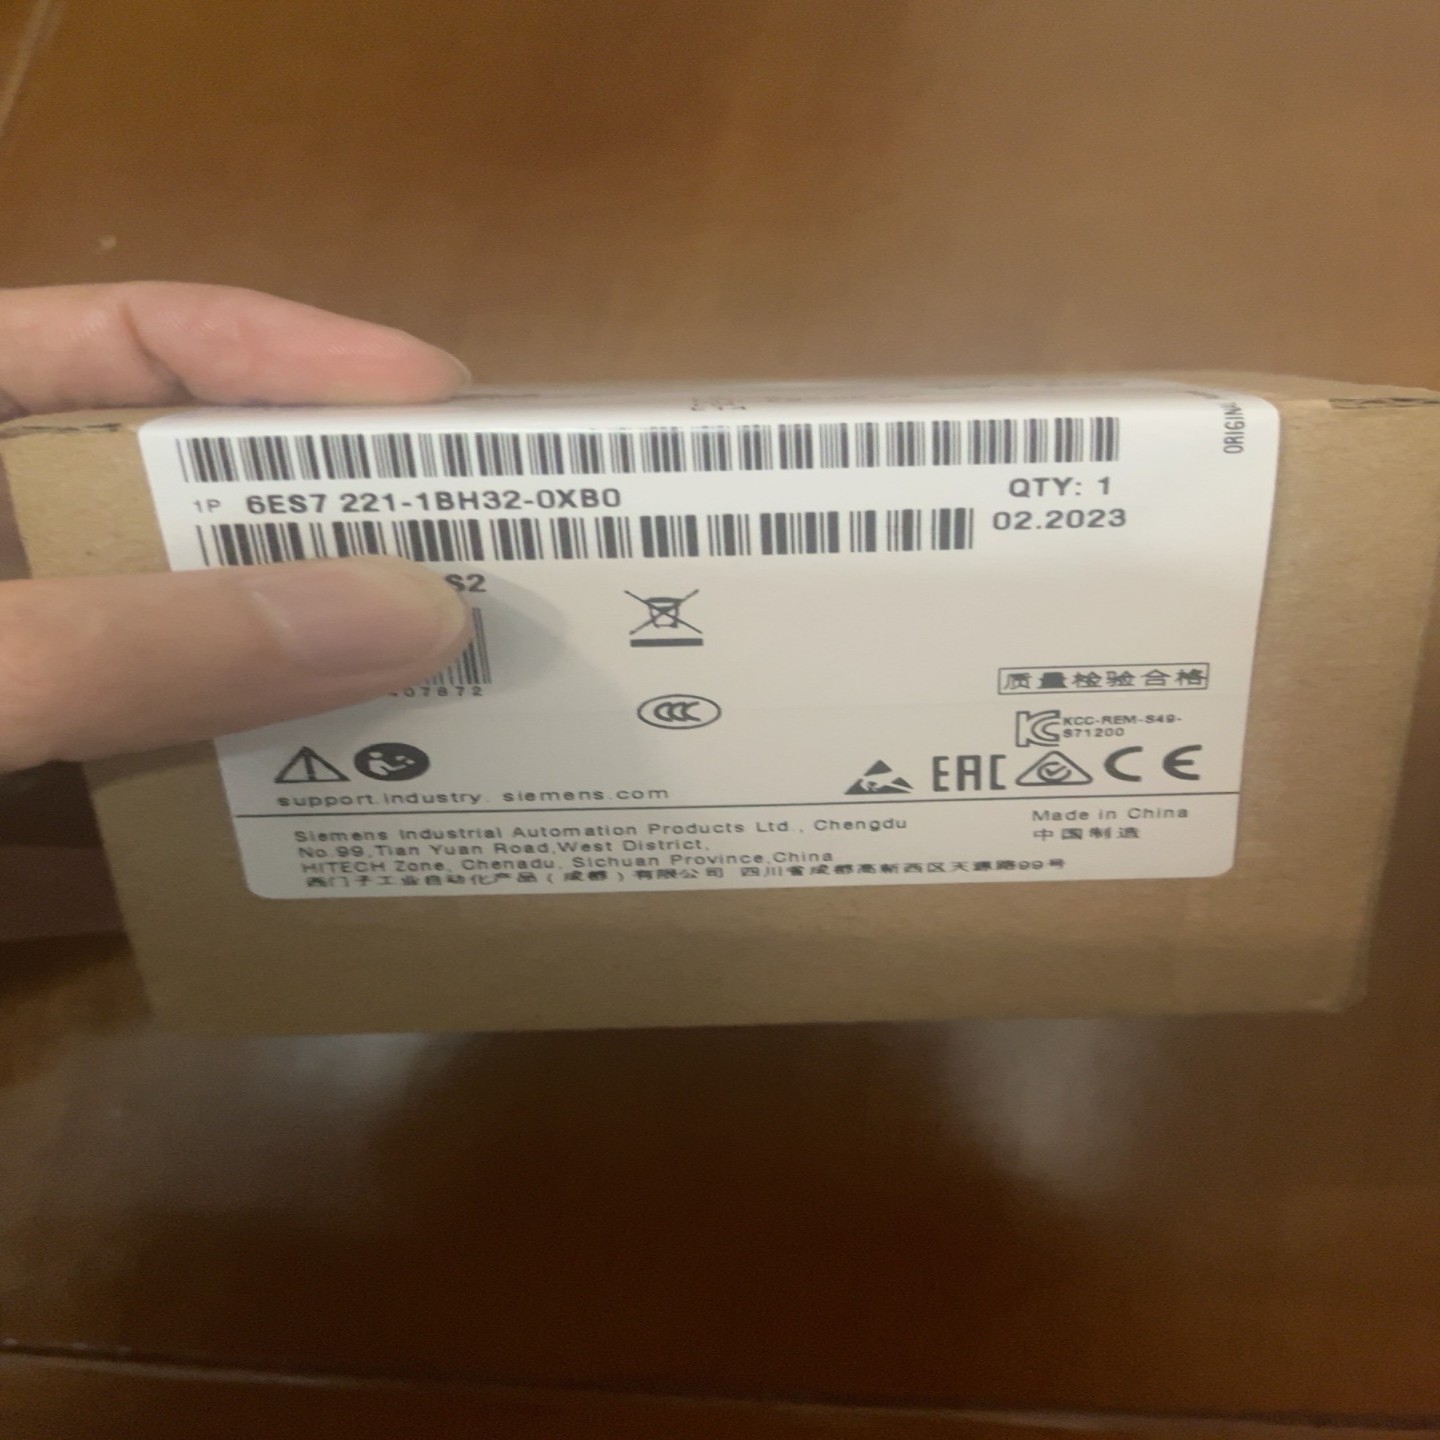 ORIGINAL
1P 6ES7 221-1BH32-0XB0
QTY: 1
02.2023
S2
407872
质量检验合格
KCC-REM-S49-
S71200
EAC
CE
support.industry.siemens.com
Siemens Industrial Automation Products Ltd., Chengdu
No.99,Tian Yuan Road,West District,
HITECH Zone, Chenadu, Sichuan Province,China
西门子工业自动化产品(成都)有限公司 四川省成都高新西区天源路99号
Made in China
中国制造